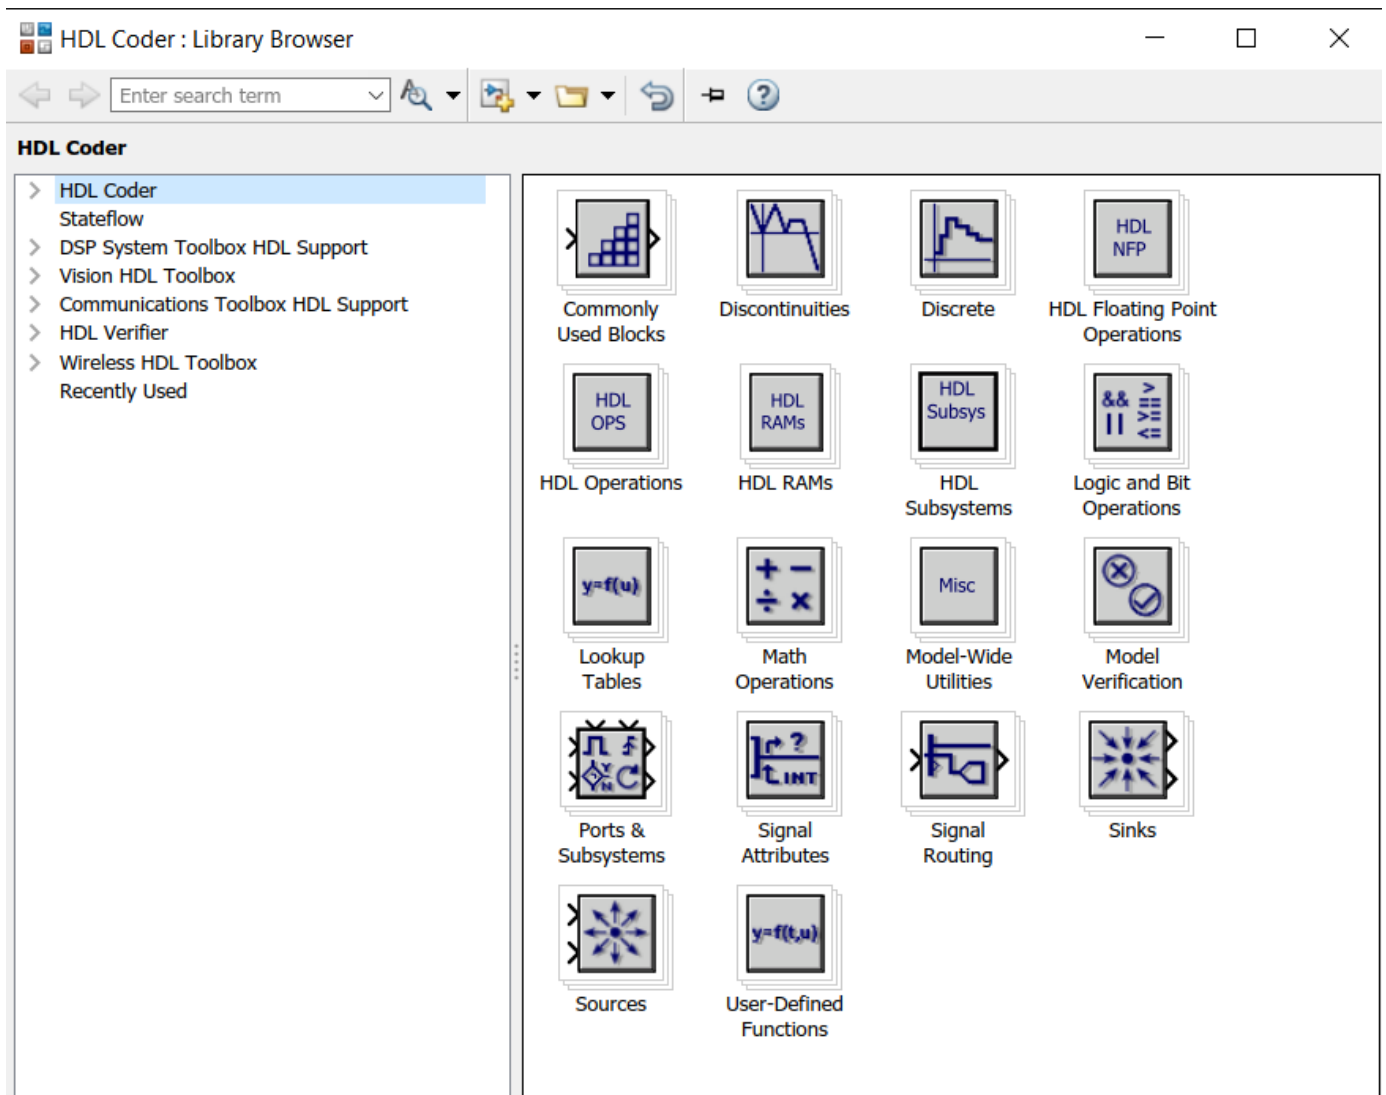 HDL Coder : Library Browser
Enter search term
HDL Coder
HDL Coder
Stateflow
DSP System Toolbox HDL Support
Vision HDL Toolbox
Communications Toolbox HDL Support
HDL Verifier
Wireless HDL Toolbox
Recently Used
HDL
NFP
Commonly
Used Blocks
Discontinuities
Discrete
HDL Floating Point
Operations
HDL
OPS
HDL
RAMs
HDL
Subsys
&& >
==
|| >=
<=
HDL Operations
HDL RAMs
HDL
Subsystems
Logic and Bit
Operations
y=f(u)
+ −
÷ ×
Misc
Lookup
Tables
Math
Operations
Model-Wide
Utilities
Model
Verification
Y
N
?
INT
Ports &
Subsystems
Signal
Attributes
Signal
Routing
Sinks
y=f(t,u)
Sources
User-Defined
Functions